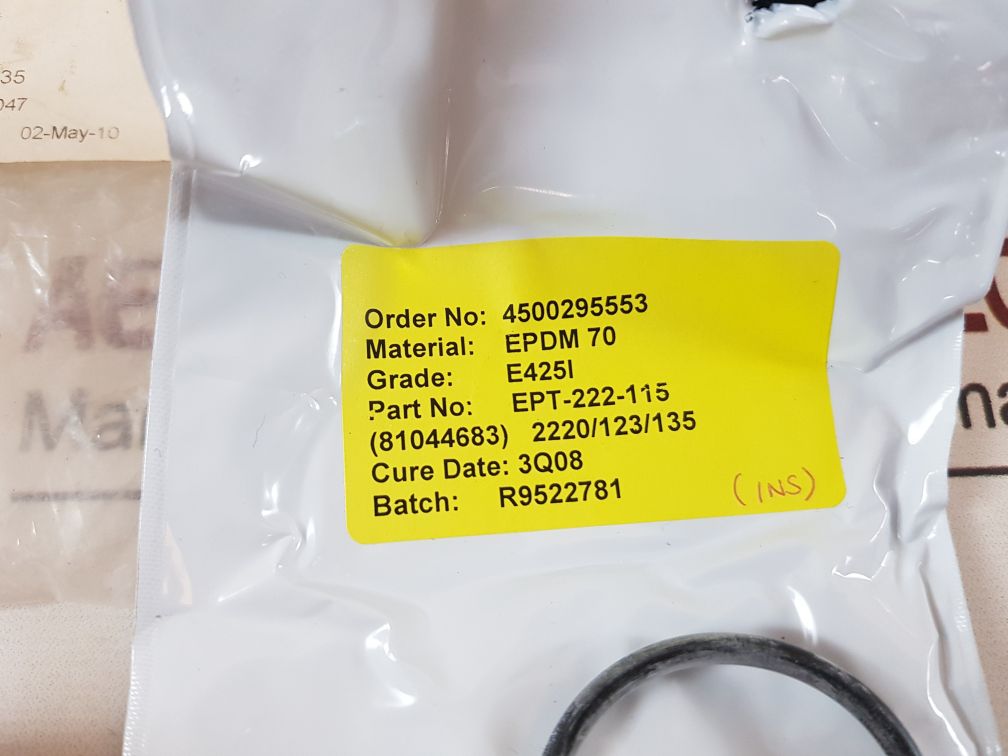 35
047
02-May-10
Order No: 4500295553
Material: EPDM 70
Grade: E425I
Part No: EPT-222-115
(81044683) 2220/123/135
Cure Date: 3Q08
Batch: R9522781
(INS)